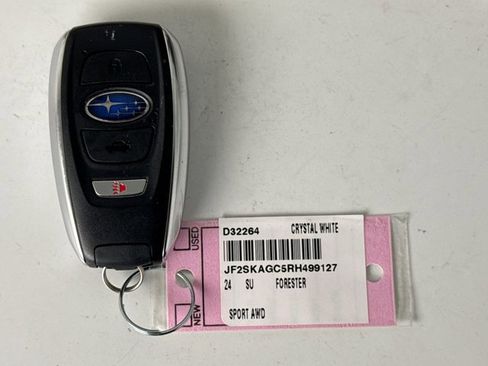 D32264 CRYSTAL WHITE
JF2SKAGC5RH499127
24 SU FORESTER
SPORT AWD
USED
NEW